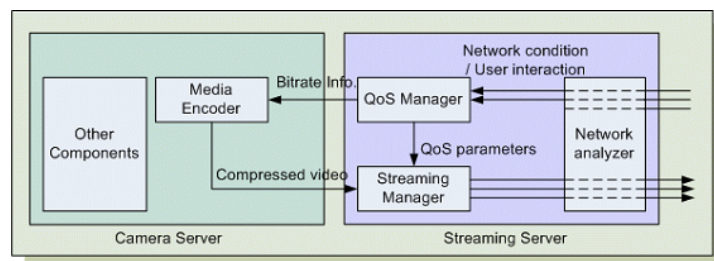 Network condition
/ User interaction
Bitrate Info.
Media
Encoder
QoS Manager
Other
Components
Network
analyzer
QoS parameters
Compressed video
Streaming
Manager
Camera Server
Streaming Server